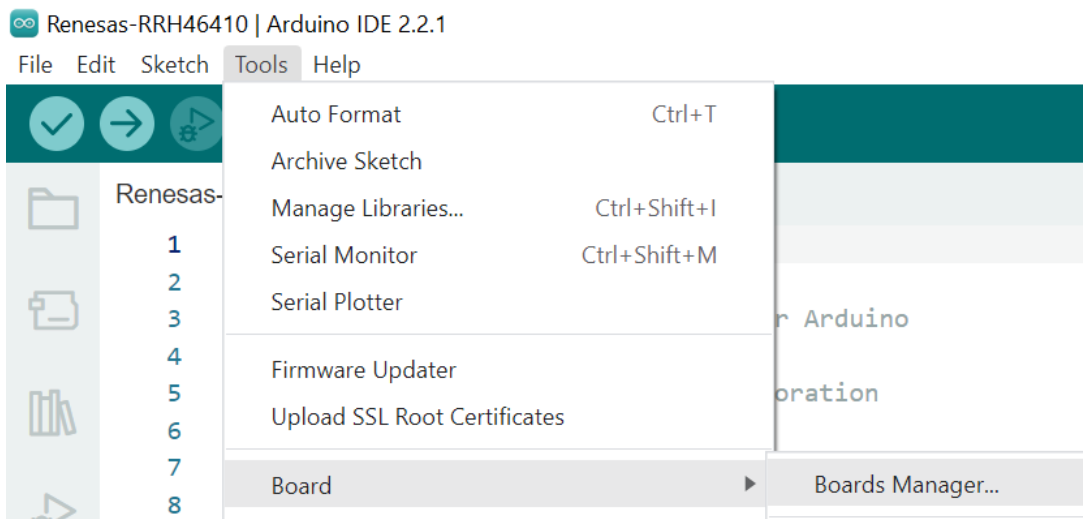 Renesas-RRH46410 | Arduino IDE 2.2.1
File Edit Sketch Tools Help
Auto Format Ctrl+T
Archive Sketch
Renesas-
Manage Libraries... Ctrl+Shift+I
1
Serial Monitor Ctrl+Shift+M
2
Serial Plotter
3 r Arduino
4
Firmware Updater
5 oration
Upload SSL Root Certificates
6
7
Board Boards Manager...
8